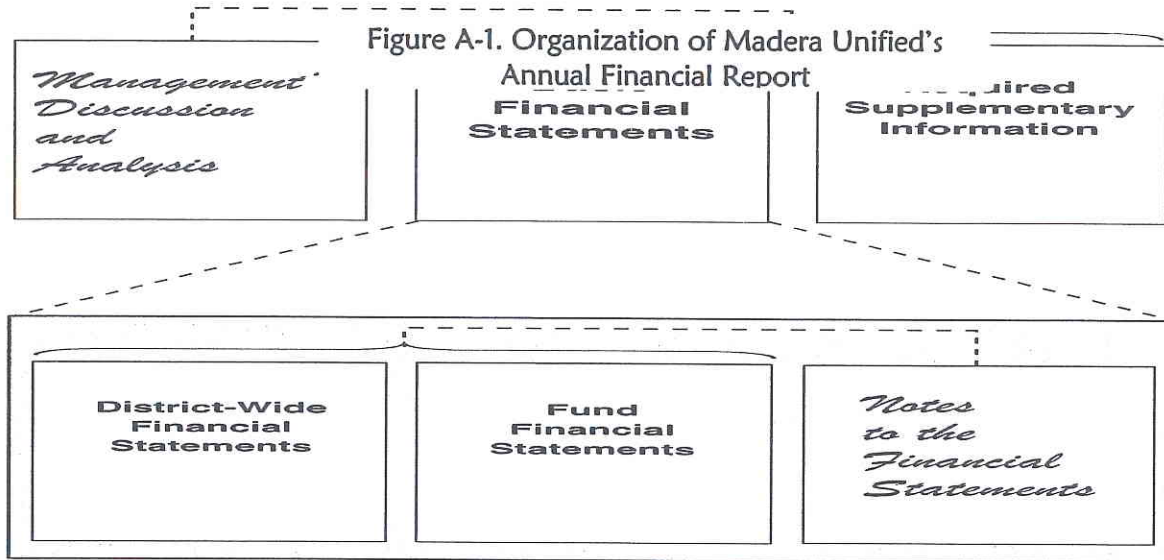 Figure A-1. Organization of Madera Unified's
Annual Financial Report
Management'
Discussion
and
Analysis
Financial
Statements
Required
Supplementary
Information
District-Wide
Financial
Statements
Fund
Financial
Statements
Notes
to the
Financial
Statements